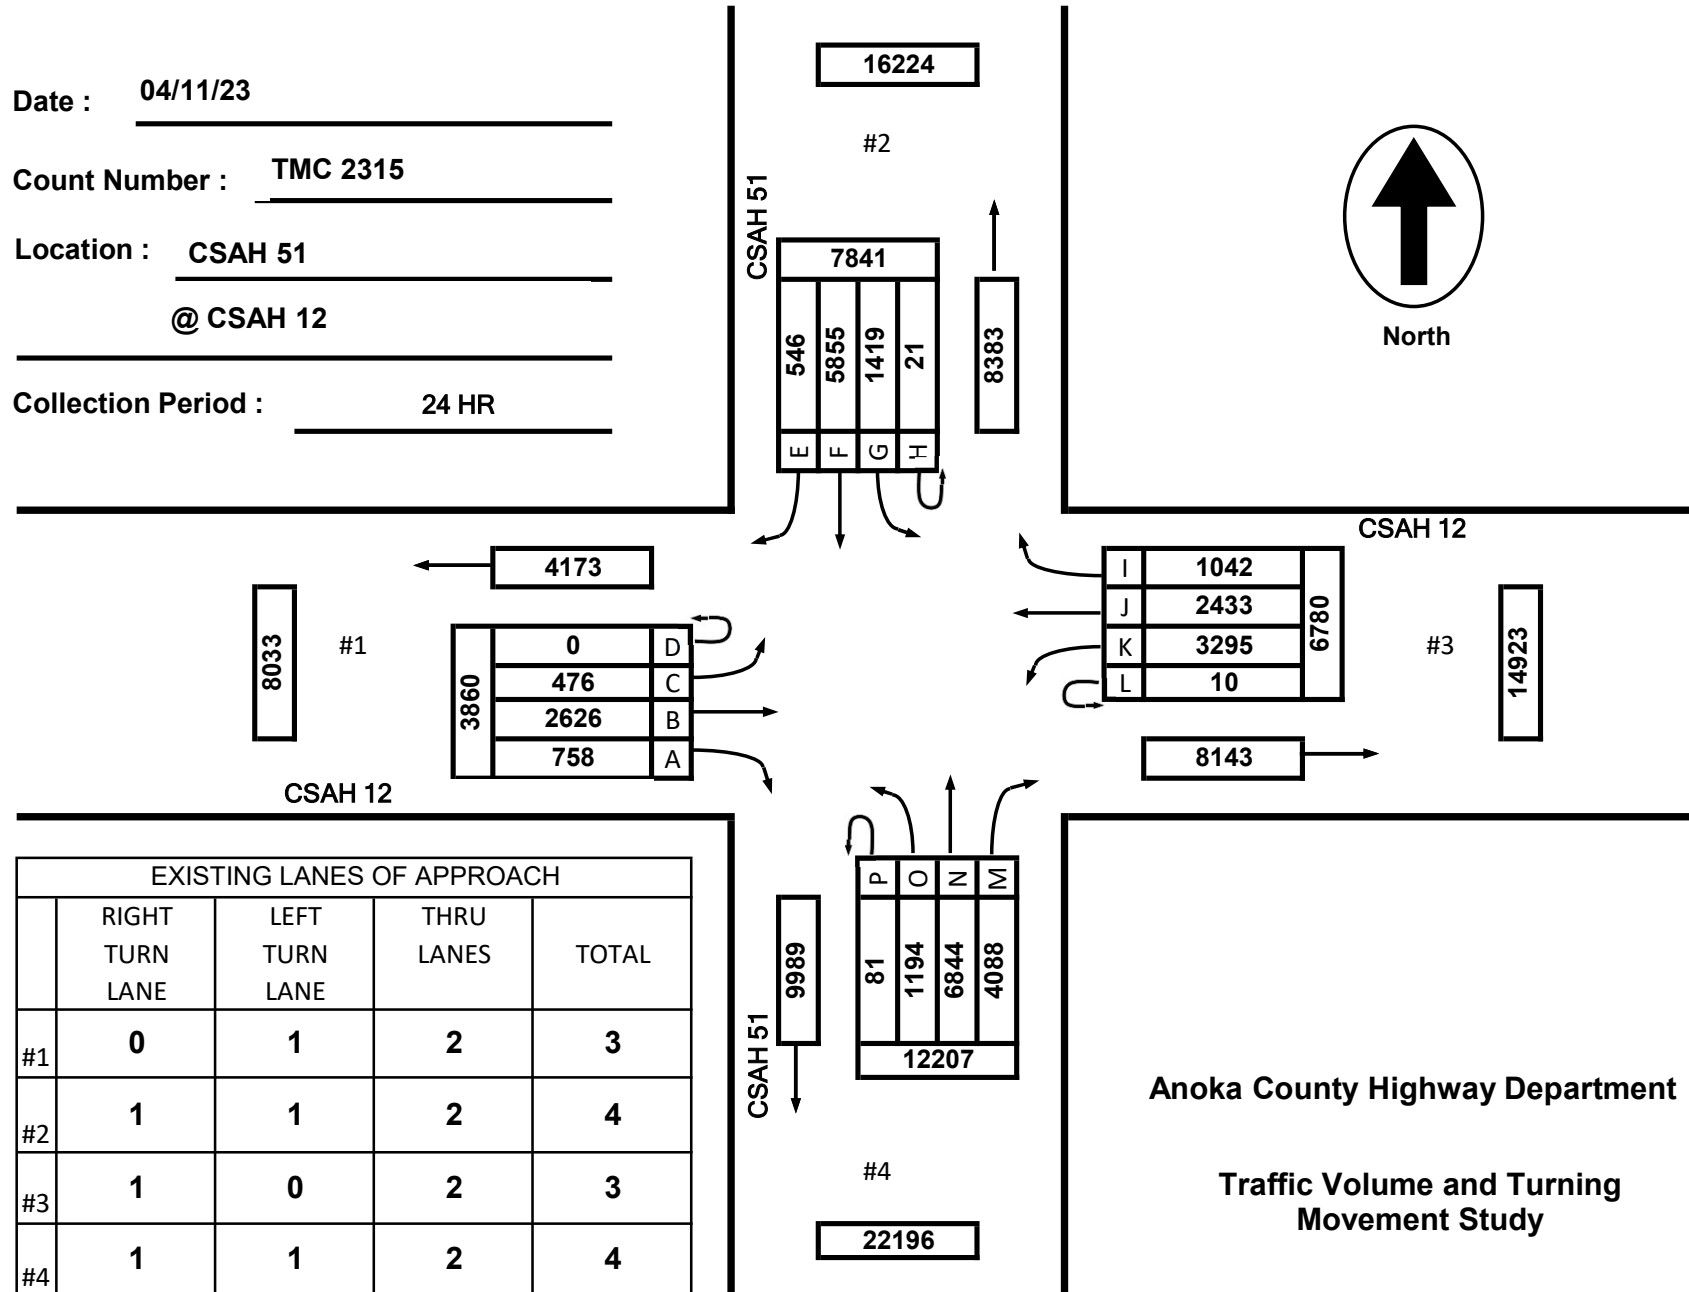 Date : 04/11/23
Count Number : TMC 2315
Location : CSAH 51
@ CSAH 12
Collection Period : 24 HR
16224
#2
CSAH 51
7841
546 5855 1419 21
E F G H
8383
North
CSAH 12
4173
8033
#1
3860
0 D
476 C
2626 B
758 A
CSAH 12
I 1042
J 2433
K 3295
L 10
6780
#3
14923
8143
P O N M
81 1194 6844 4088
12207
9989
CSAH 51
#4
22196
EXISTING LANES OF APPROACH
RIGHT LEFT THRU
TURN TURN LANES TOTAL
LANE LANE
#1 0 1 2 3
#2 1 1 2 4
#3 1 0 2 3
#4 1 1 2 4
Anoka County Highway Department
Traffic Volume and Turning
Movement Study